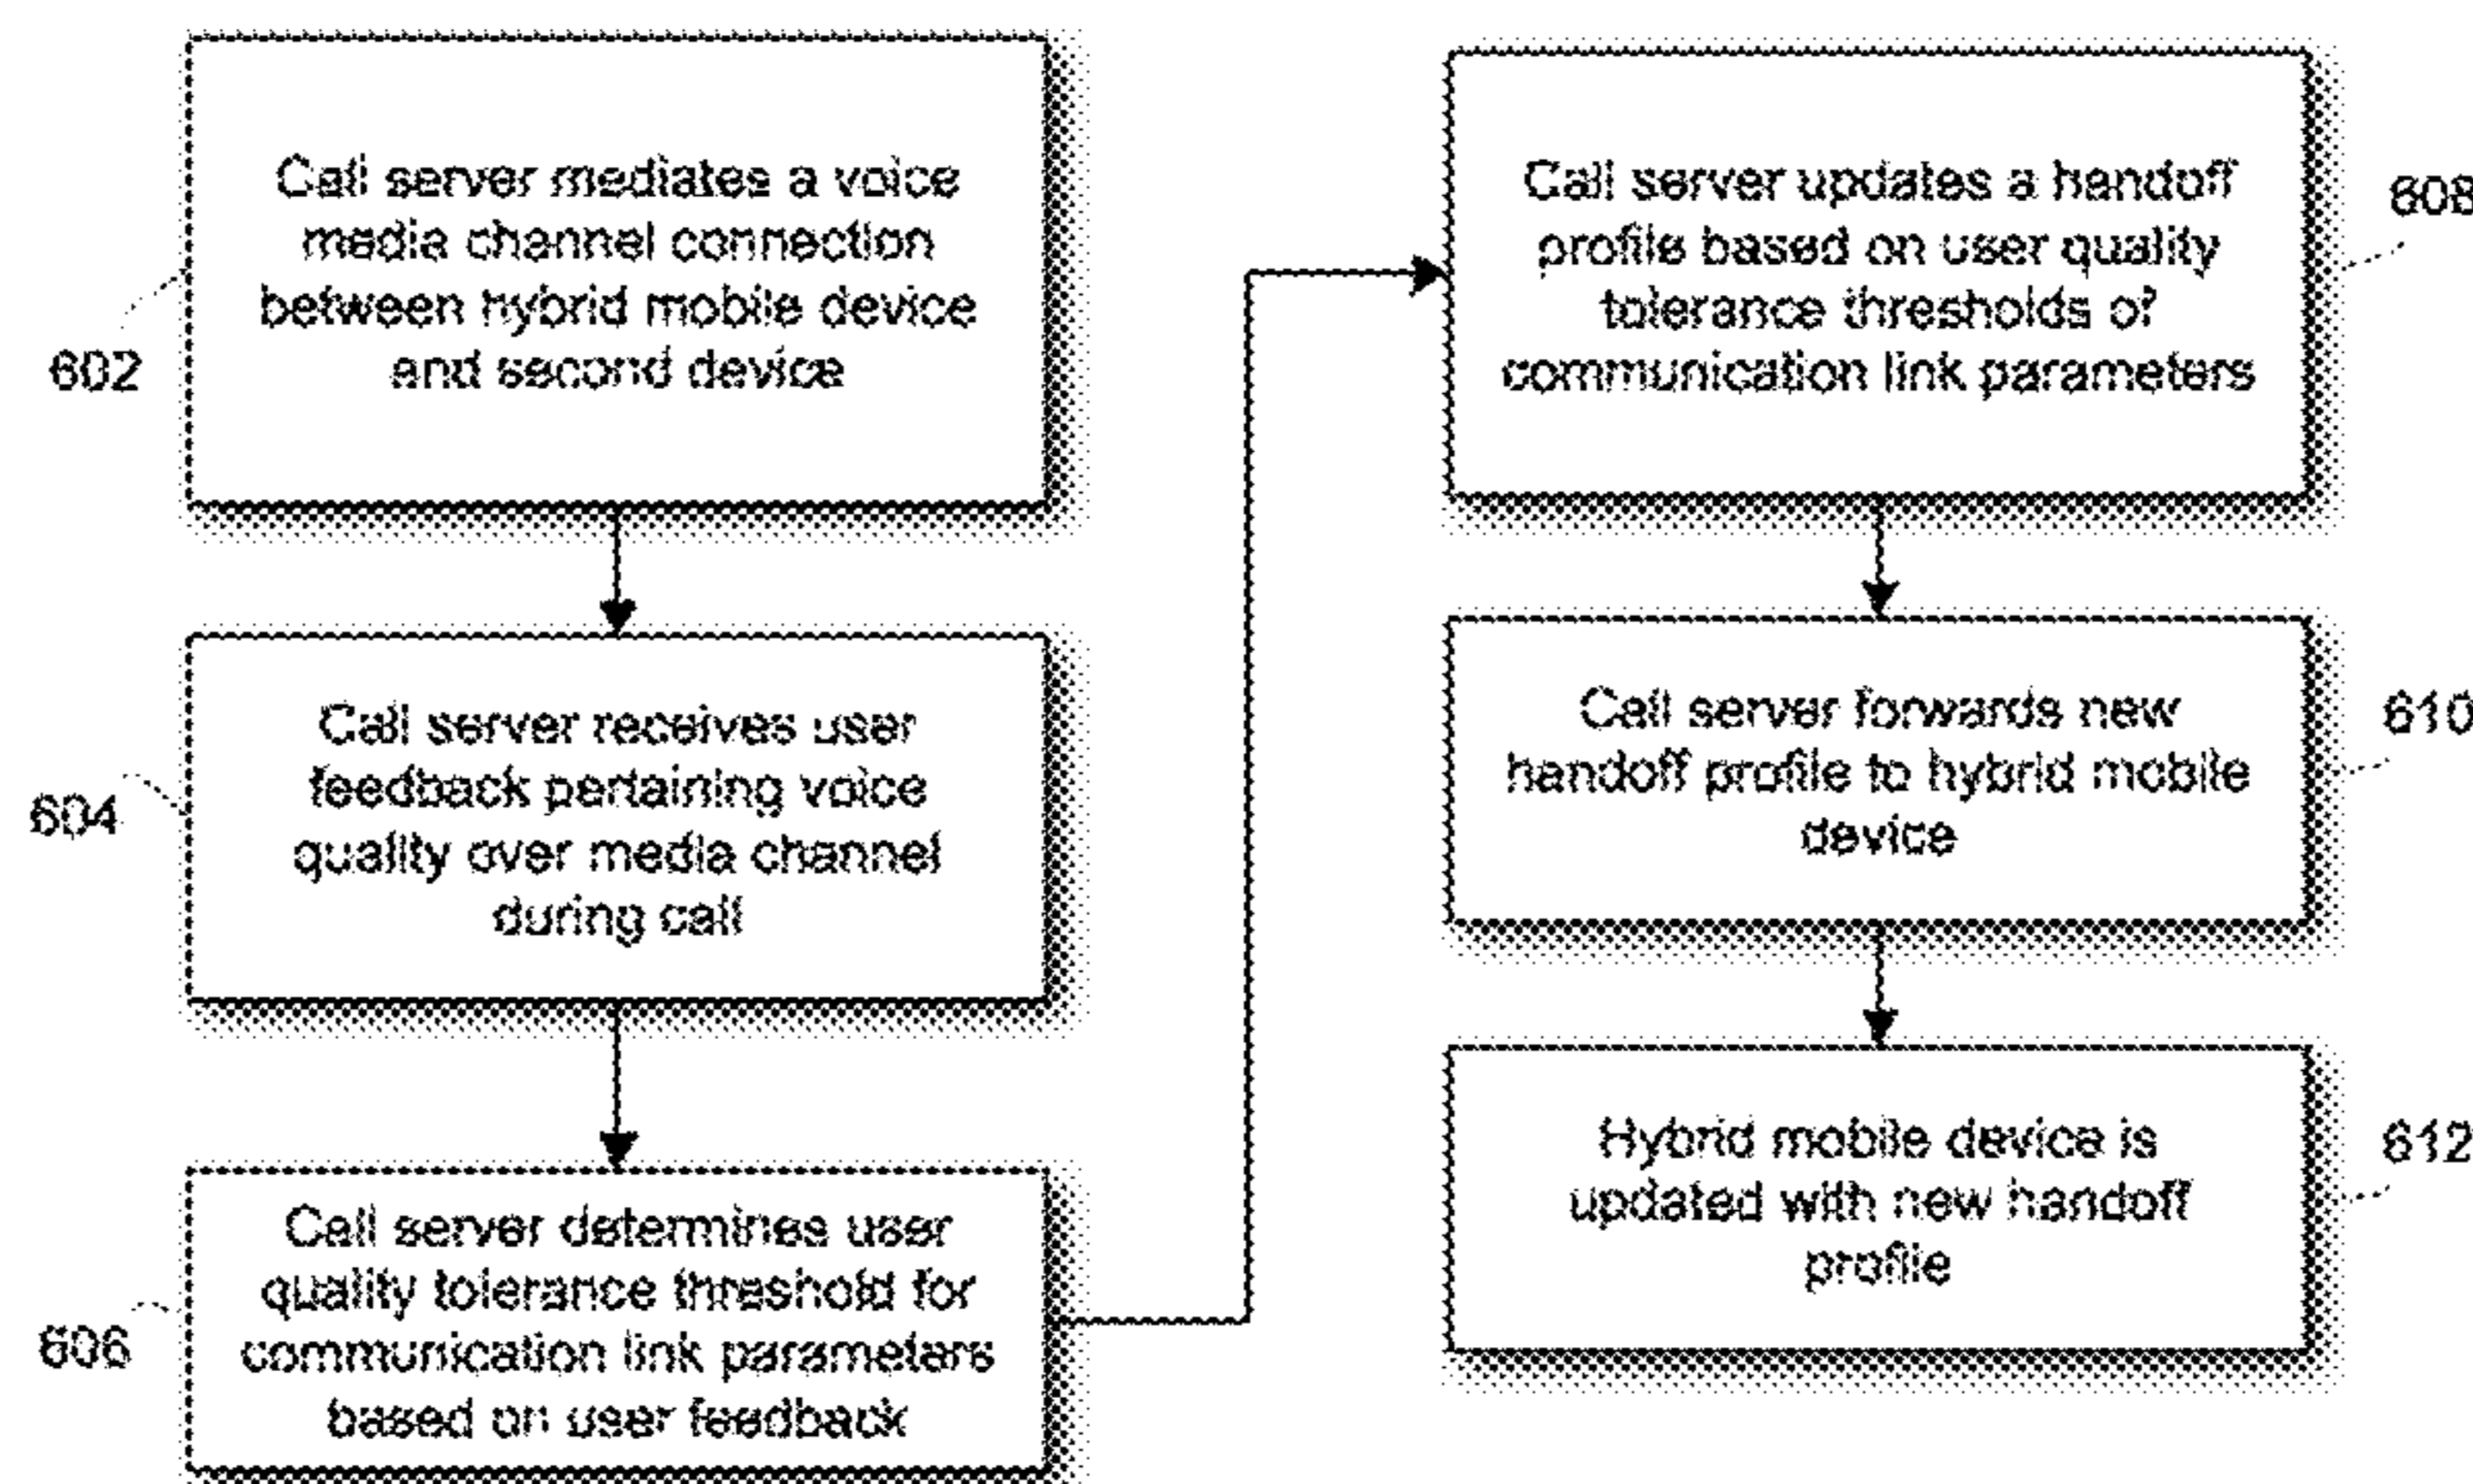 Call server mediates a voice
media channel connection
between hybrid mobile device
and second device
602
Call server receives user
feedback pertaining voice
quality over media channel
during call
604
Call server determines user
quality tolerance threshold for
communication link parameters
based on user feedback
606
Call server updates a handoff
profile based on user quality
tolerance thresholds of
communication link parameters
608
Call server forwards new
handoff profile to hybrid mobile
device
610
Hybrid mobile device is
updated with new handoff
profile
612